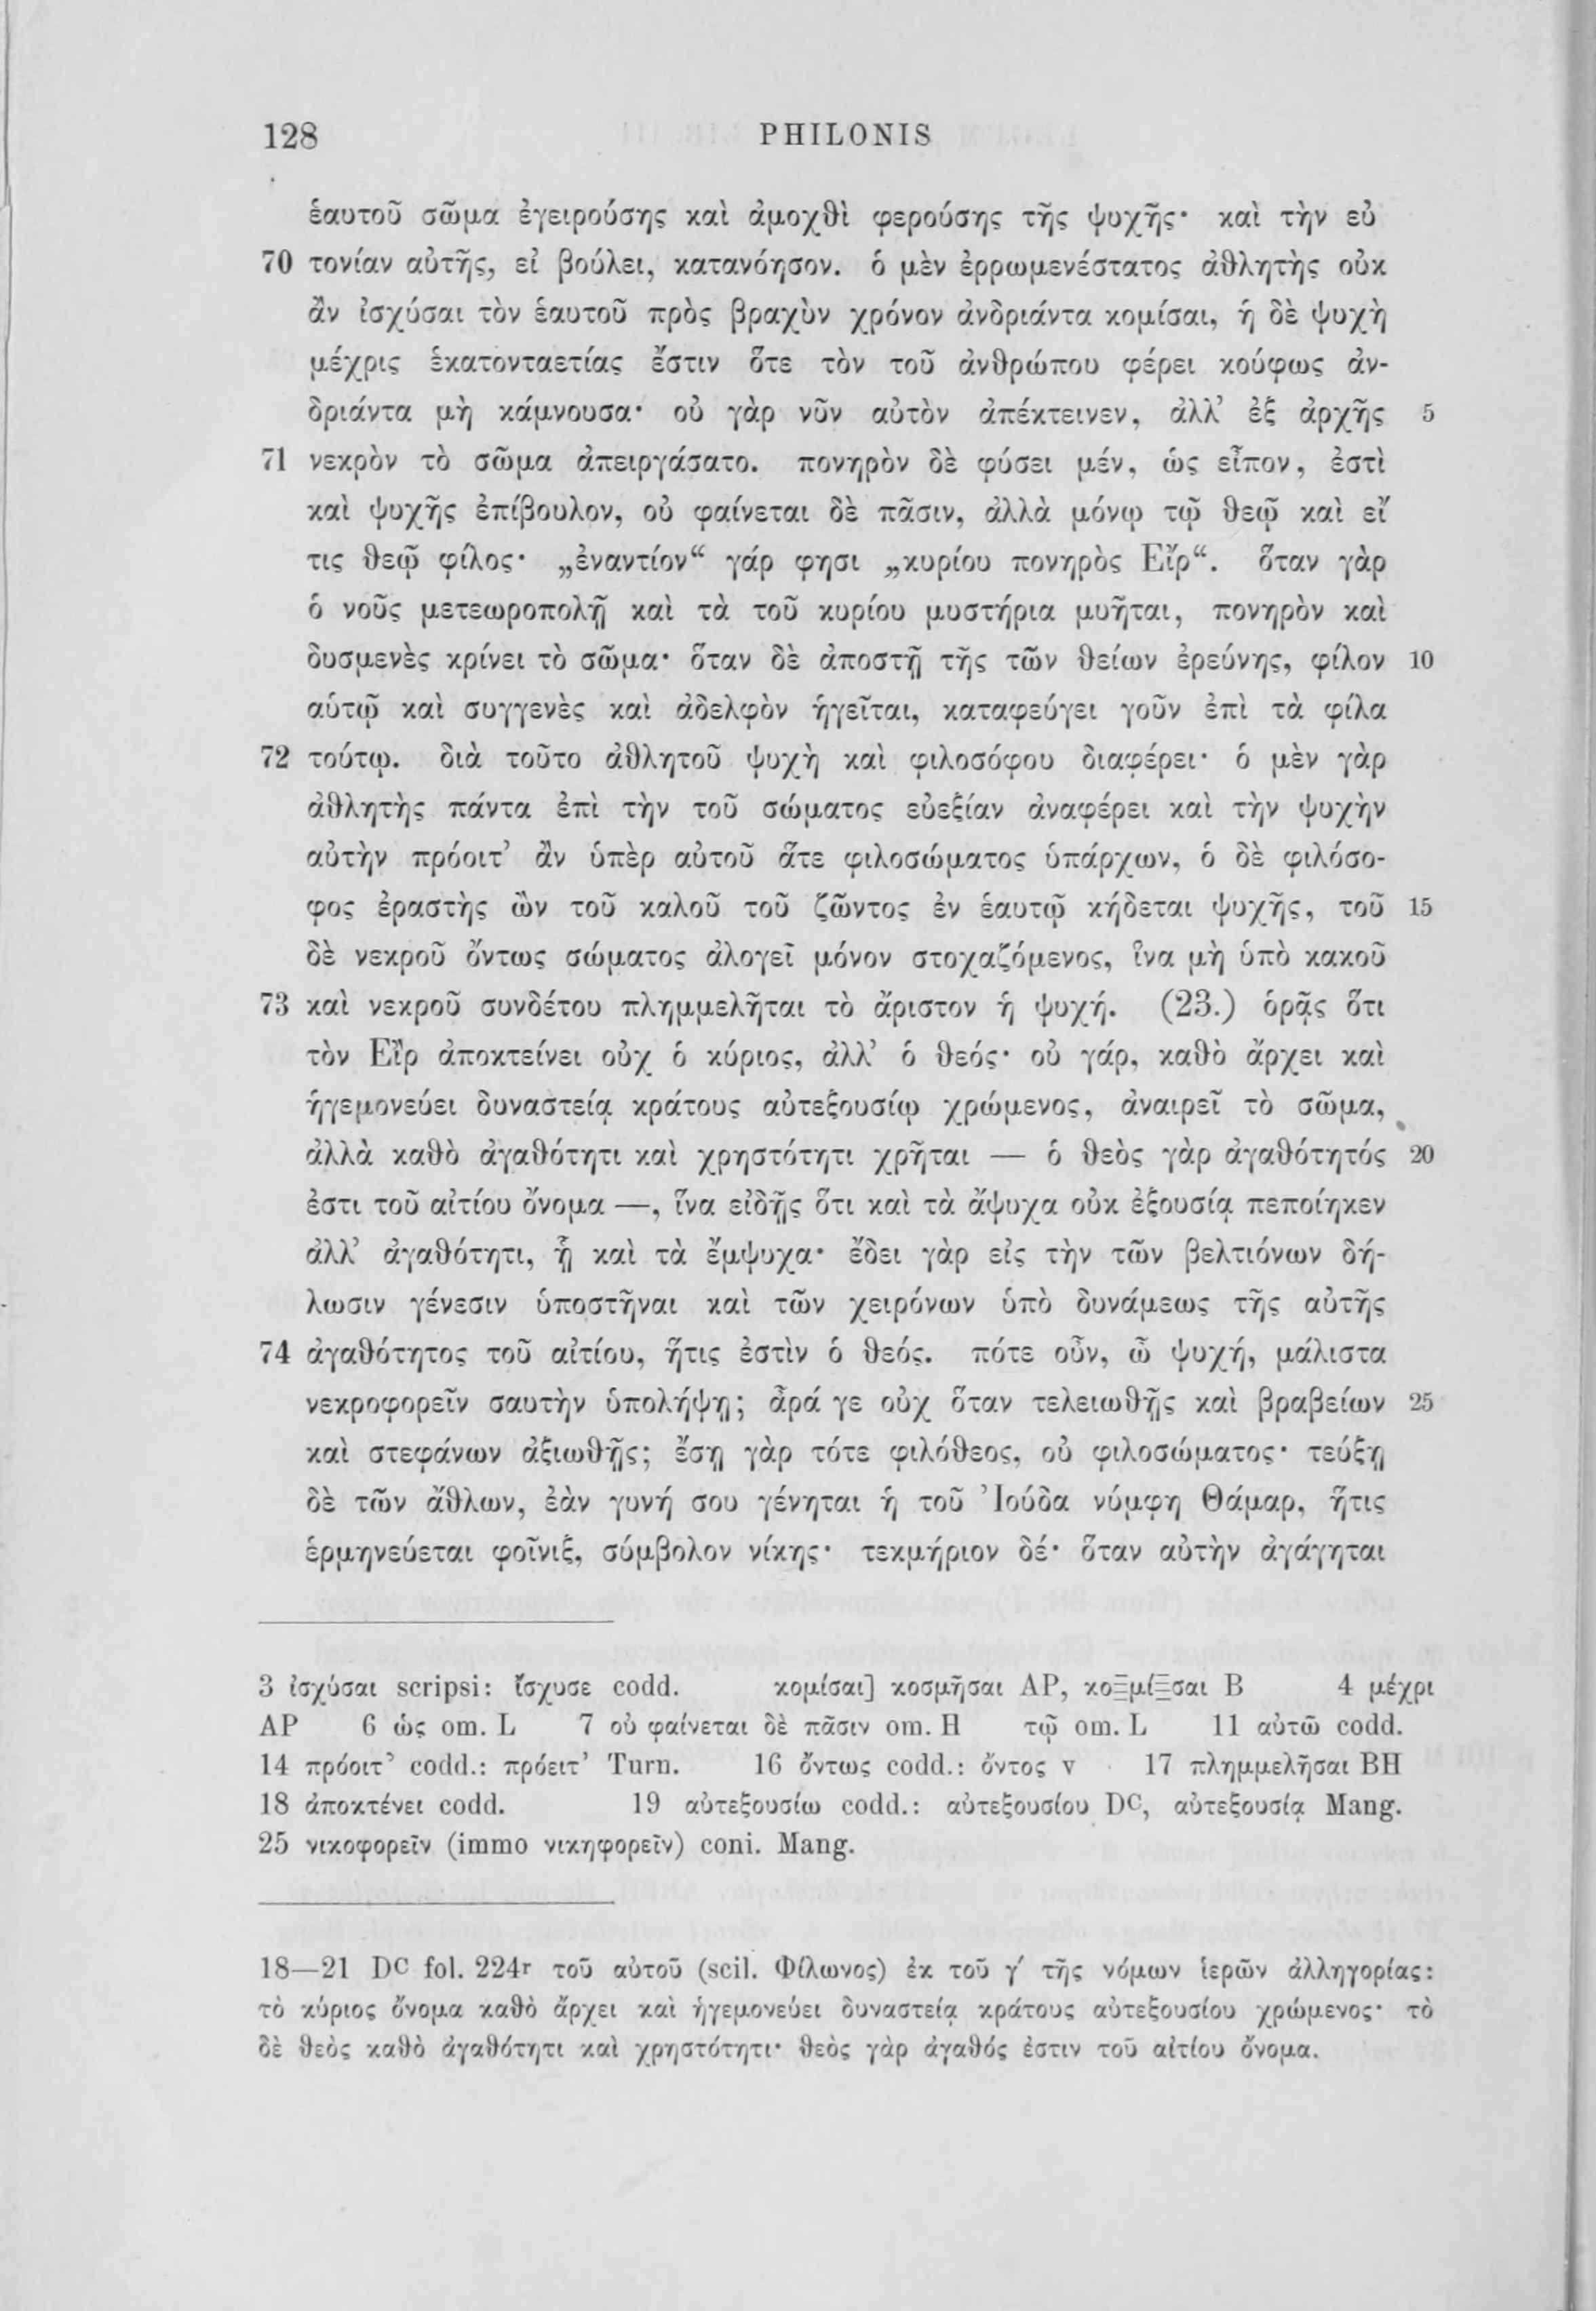 128 PHILONIS
ἑαυτοῦ σῶμα ἐγειρούσης καὶ ἀμοχθὶ φερούσης τῆς ψυχῆς· καὶ τὴν εὐ
70 τονίαν αὐτῆς, εἰ βούλει, κατανόησον. ὁ μὲν ἐρρωμενέστατος ἀθλητὴς οὐκ
ἂν ἰσχύσαι τὸν ἑαυτοῦ πρὸς βραχὺν χρόνον ἀνδριάντα κομίσαι, ἡ δὲ ψυχὴ
μέχρις ἑκατονταετίας ἔστιν ὅτε τὸν τοῦ ἀνθρώπου φέρει κούφως ἀν-
δριάντα μὴ κάμνουσα· οὐ γὰρ νῦν αὐτὸν ἀπέκτεινεν, ἀλλ’ ἐξ ἀρχῆς 5
71 νεκρὸν τὸ σῶμα ἀπειργάσατο. πονηρὸν δὲ φύσει μέν, ὡς εἶπον, ἐστὶ
καὶ ψυχῆς ἐπίβουλον, οὐ φαίνεται δὲ πᾶσιν, ἀλλὰ μόνῳ τῷ θεῷ καὶ εἴ
τις θεῷ φίλος· „ἐναντίον“ γάρ φησι „κυρίου πονηρὸς Εἴρ“. ὅταν γὰρ
ὁ νοῦς μετεωροπολῇ καὶ τὰ τοῦ κυρίου μυστήρια μυῆται, πονηρὸν καὶ
δυσμενὲς κρίνει τὸ σῶμα· ὅταν δὲ ἀποστῇ τῆς τῶν θείων ἐρεύνης, φίλον 10
αὑτῷ καὶ συγγενὲς καὶ ἀδελφὸν ἡγεῖται, καταφεύγει γοῦν ἐπὶ τὰ φίλα
72 τούτῳ. διὰ τοῦτο ἀθλητοῦ ψυχὴ καὶ φιλοσόφου διαφέρει· ὁ μὲν γὰρ
ἀθλητὴς πάντα ἐπὶ τὴν τοῦ σώματος εὐεξίαν ἀναφέρει καὶ τὴν ψυχὴν
αὐτὴν πρόοιτ’ ἂν ὑπὲρ αὐτοῦ ἅτε φιλοσώματος ὑπάρχων, ὁ δὲ φιλόσο-
φος ἐραστὴς ὢν τοῦ καλοῦ τοῦ ζῶντος ἐν ἑαυτῷ κήδεται ψυχῆς, τοῦ 15
δὲ νεκροῦ ὄντως σώματος ἀλογεῖ μόνον στοχαζόμενος, ἵνα μὴ ὑπὸ κακοῦ
73 καὶ νεκροῦ συνδέτου πλημμελῆται τὸ ἄριστον ἡ ψυχή. (23.) ὁρᾷς ὅτι
τὸν Εἲρ ἀποκτείνει οὐχ ὁ κύριος, ἀλλ’ ὁ θεός· οὐ γάρ, καθὸ ἄρχει καὶ
ἡγεμονεύει δυναστείᾳ κράτους αὐτεξουσίῳ χρώμενος, ἀναιρεῖ τὸ σῶμα,
ἀλλὰ καθὸ ἀγαθότητι καὶ χρηστότητι χρῆται — ὁ θεὸς γὰρ ἀγαθότητός 20
ἐστι τοῦ αἰτίου ὄνομα —, ἵνα εἰδῇς ὅτι καὶ τὰ ἄψυχα οὐκ ἐξουσίᾳ πεποίηκεν
ἀλλ’ ἀγαθότητι, ᾗ καὶ τὰ ἔμψυχα· ἔδει γὰρ εἰς τὴν τῶν βελτιόνων δή-
λωσιν γένεσιν ὑποστῆναι καὶ τῶν χειρόνων ὑπὸ δυνάμεως τῆς αὐτῆς
74 ἀγαθότητος τοῦ αἰτίου, ἥτις ἐστὶν ὁ θεός. πότε οὖν, ὦ ψυχή, μάλιστα
νεκροφορεῖν σαυτὴν ὑπολήψῃ; ἆρά γε οὐχ ὅταν τελειωθῇς καὶ βραβείων 25
καὶ στεφάνων ἀξιωθῇς; ἔσῃ γὰρ τότε φιλόθεος, οὐ φιλοσώματος· τεύξῃ
δὲ τῶν ἄθλων, ἐὰν γυνή σου γένηται ἡ τοῦ Ἰούδα νύμφη Θάμαρ, ἥτις
ἑρμηνεύεται φοῖνιξ, σύμβολον νίκης· τεκμήριον δέ· ὅταν αὐτὴν ἀγάγηται
3 ἰσχύσαι scripsi: ἴσχυσε codd. κομίσαι] κοσμῆσαι AP, κοΞμίΞσαι B 4 μέχρι
AP 6 ὡς om. L 7 οὐ φαίνεται δὲ πᾶσιν om. H τῷ om. L 11 αὐτῶ codd.
14 πρόοιτ’ codd.: πρόειτ’ Turn. 16 ὄντως codd.: ὄντος v 17 πλημμελῆσαι BH
18 ἀποκτένει codd. 19 αὐτεξουσίω codd.: αὐτεξουσίου Dᶜ, αὐτεξουσίᾳ Mang.
25 νικοφορεῖν (immo νικηφορεῖν) coni. Mang.
18—21 Dᶜ fol. 224ʳ τοῦ αὐτοῦ (scil. Φίλωνος) ἐκ τοῦ γ′ τῆς νόμων ἱερῶν ἀλληγορίας:
τὸ κύριος ὄνομα καθὸ ἄρχει καὶ ἡγεμονεύει δυναστείᾳ κράτους αὐτεξουσίου χρώμενος· τὸ
δὲ θεὸς καθὸ ἀγαθότητι καὶ χρηστότητι· θεὸς γὰρ ἀγαθός ἐστιν τοῦ αἰτίου ὄνομα.